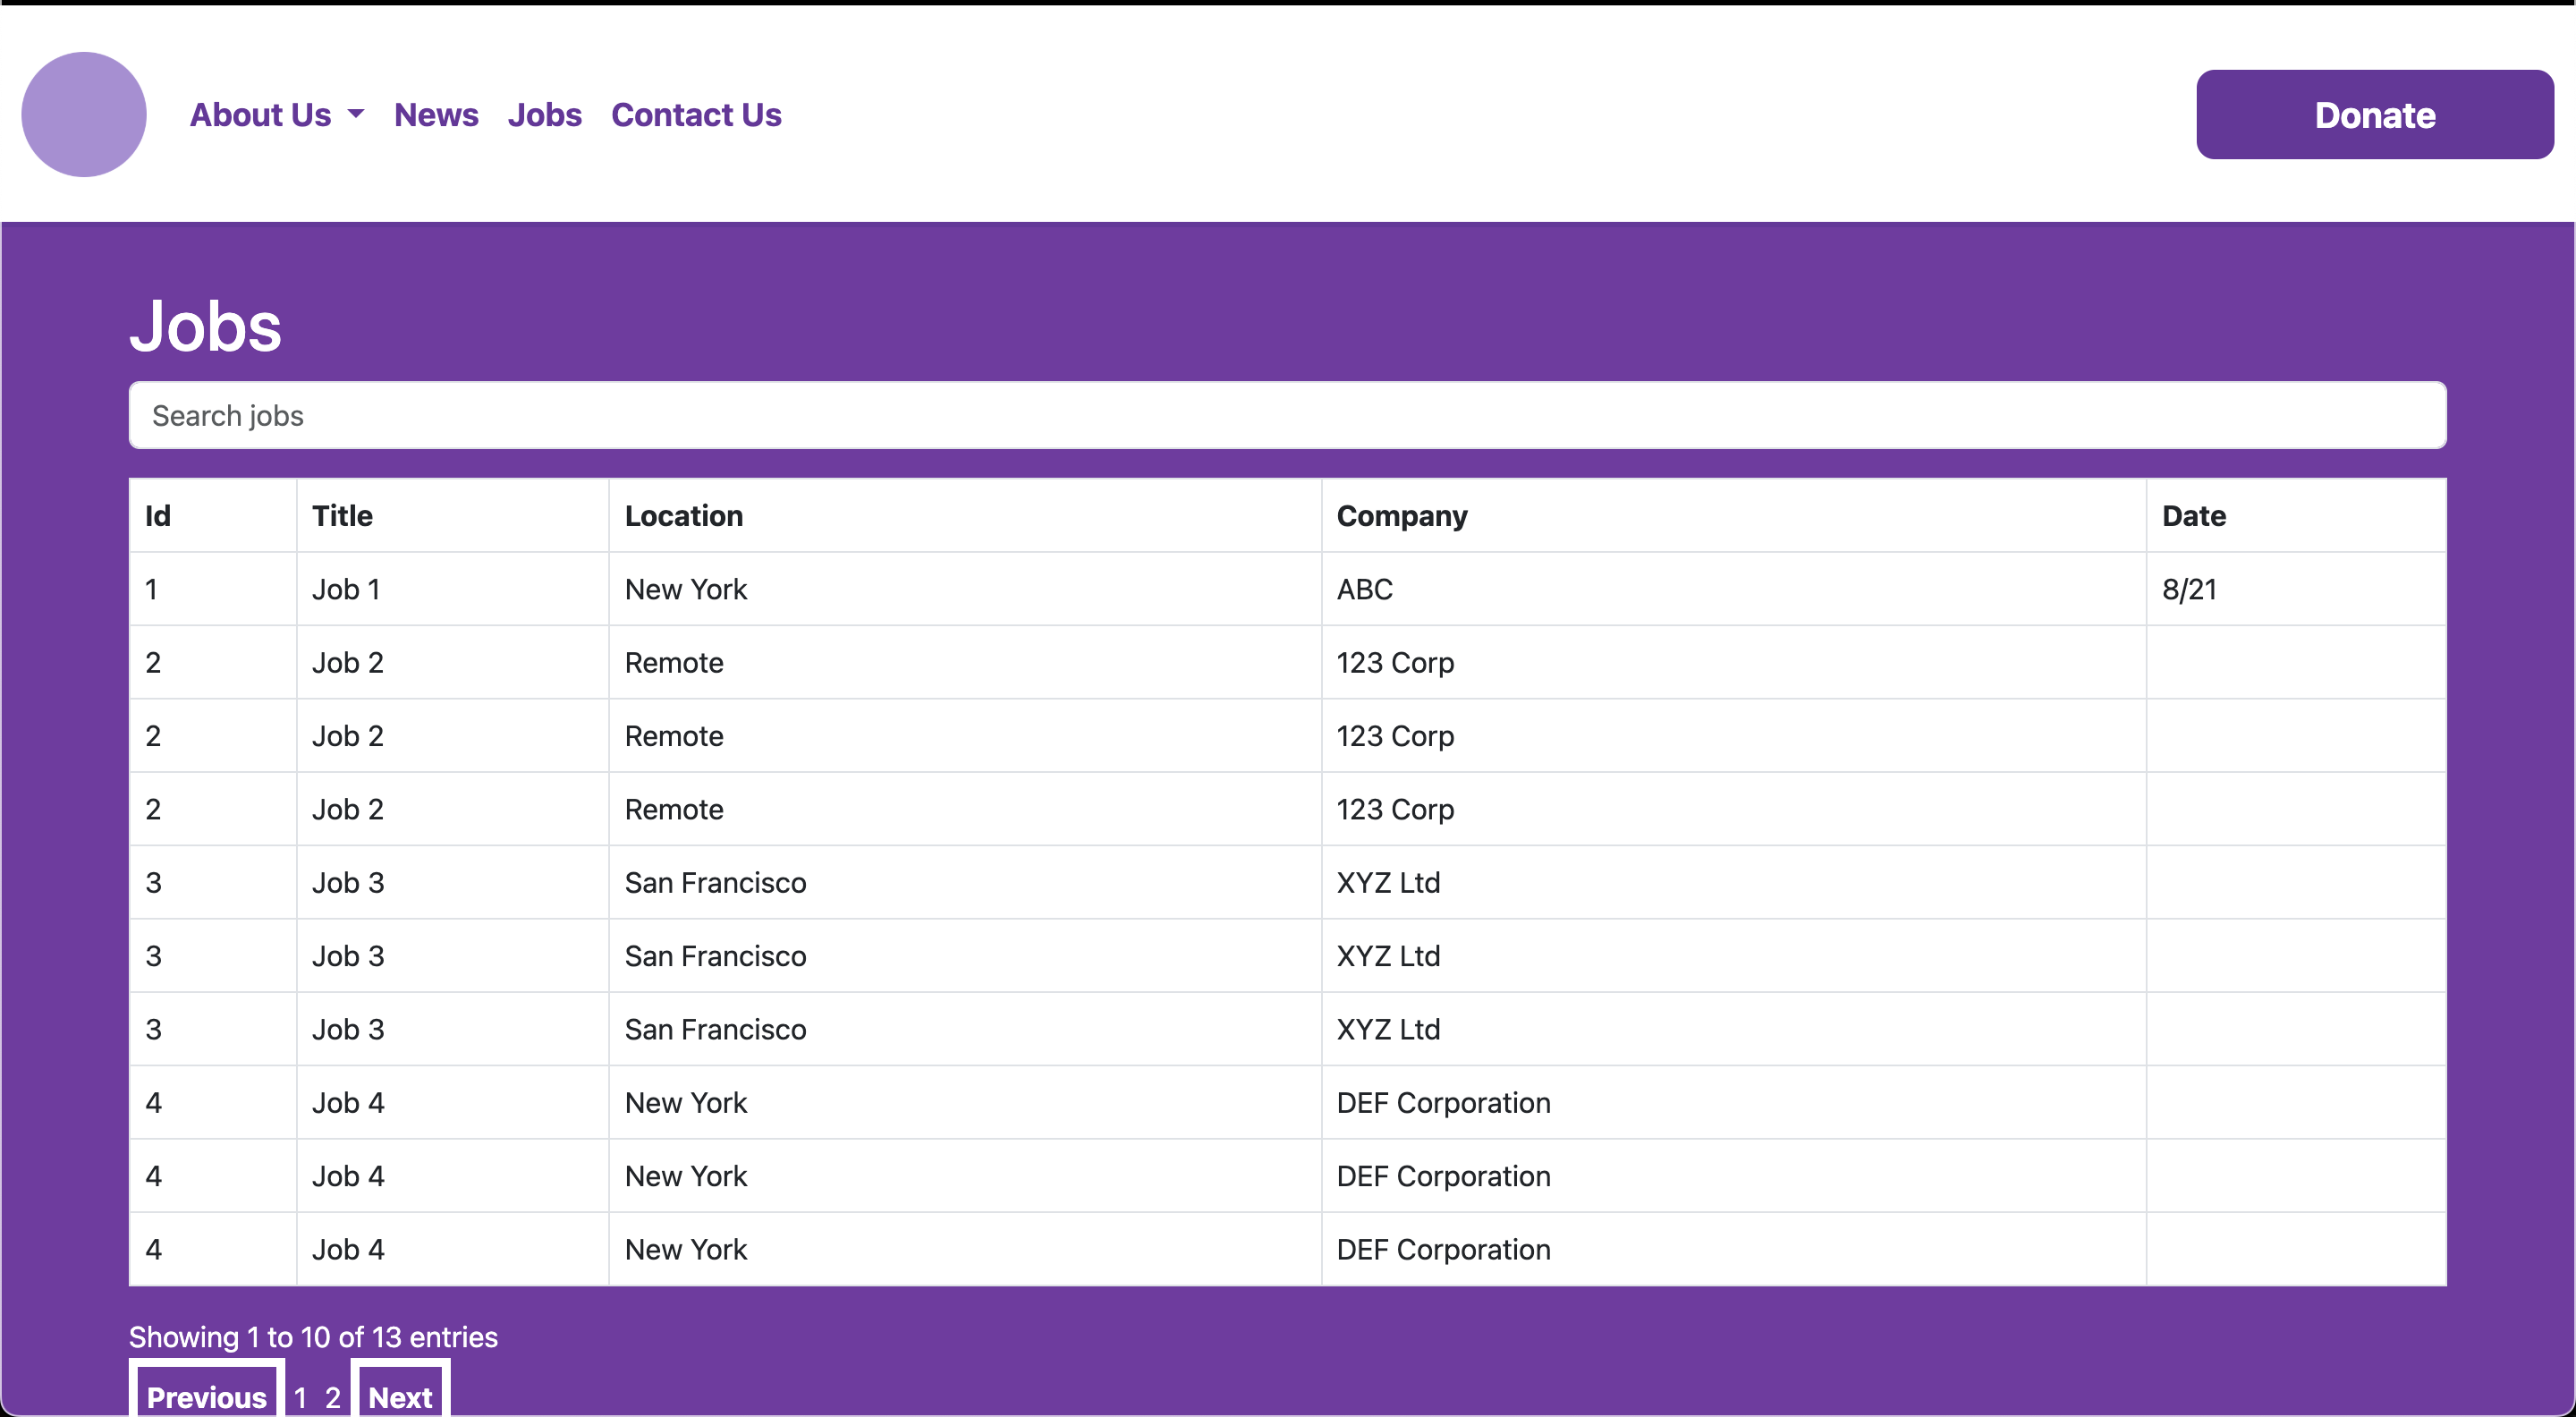 About Us News Jobs Contact Us Donate
Jobs
Search jobs
Id Title Location Company Date
1 Job 1 New York ABC 8/21
2 Job 2 Remote 123 Corp
2 Job 2 Remote 123 Corp
2 Job 2 Remote 123 Corp
3 Job 3 San Francisco XYZ Ltd
3 Job 3 San Francisco XYZ Ltd
3 Job 3 San Francisco XYZ Ltd
4 Job 4 New York DEF Corporation
4 Job 4 New York DEF Corporation
4 Job 4 New York DEF Corporation
Showing 1 to 10 of 13 entries
Previous 1 2 Next